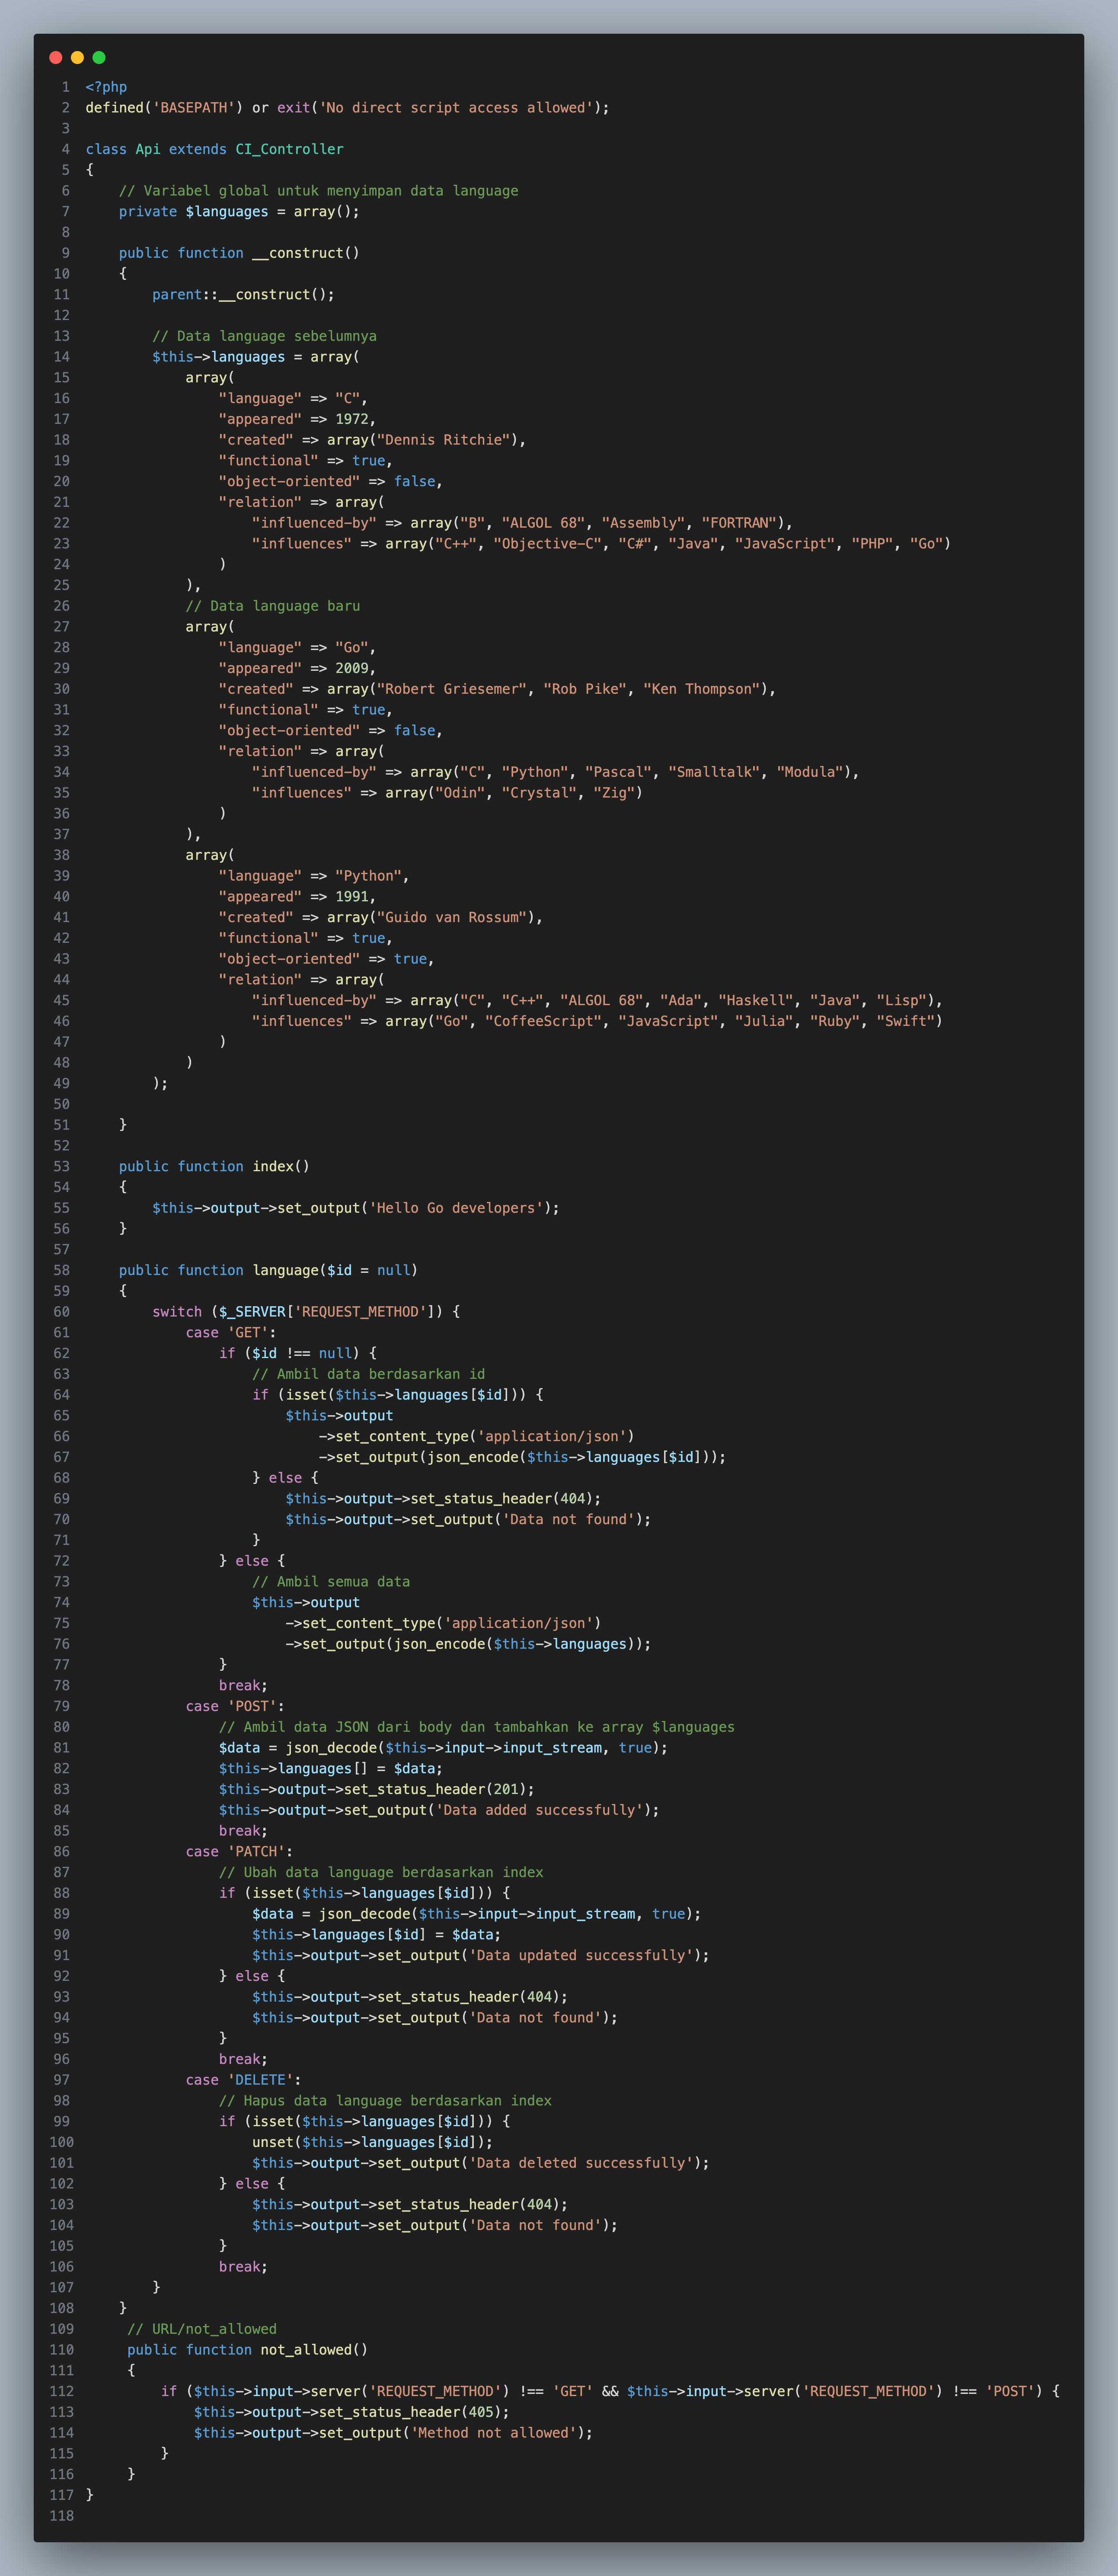 1 <?php
2 defined('BASEPATH') or exit('No direct script access allowed');
3
4 class Api extends CI_Controller
5 {
6     // Variabel global untuk menyimpan data language
7     private $languages = array();
8
9     public function __construct()
10     {
11         parent::__construct();
12
13         // Data language sebelumnya
14         $this->languages = array(
15             array(
16                 "language" => "C",
17                 "appeared" => 1972,
18                 "created" => array("Dennis Ritchie"),
19                 "functional" => true,
20                 "object-oriented" => false,
21                 "relation" => array(
22                     "influenced-by" => array("B", "ALGOL 68", "Assembly", "FORTRAN"),
23                     "influences" => array("C++", "Objective-C", "C#", "Java", "JavaScript", "PHP", "Go")
24                 )
25             ),
26             // Data language baru
27             array(
28                 "language" => "Go",
29                 "appeared" => 2009,
30                 "created" => array("Robert Griesemer", "Rob Pike", "Ken Thompson"),
31                 "functional" => true,
32                 "object-oriented" => false,
33                 "relation" => array(
34                     "influenced-by" => array("C", "Python", "Pascal", "Smalltalk", "Modula"),
35                     "influences" => array("Odin", "Crystal", "Zig")
36                 )
37             ),
38             array(
39                 "language" => "Python",
40                 "appeared" => 1991,
41                 "created" => array("Guido van Rossum"),
42                 "functional" => true,
43                 "object-oriented" => true,
44                 "relation" => array(
45                     "influenced-by" => array("C", "C++", "ALGOL 68", "Ada", "Haskell", "Java", "Lisp"),
46                     "influences" => array("Go", "CoffeeScript", "JavaScript", "Julia", "Ruby", "Swift")
47                 )
48             )
49         );
50
51     }
52
53     public function index()
54     {
55         $this->output->set_output('Hello Go developers');
56     }
57
58     public function language($id = null)
59     {
60         switch ($_SERVER['REQUEST_METHOD']) {
61             case 'GET':
62                 if ($id !== null) {
63                     // Ambil data berdasarkan id
64                     if (isset($this->languages[$id])) {
65                         $this->output
66                             ->set_content_type('application/json')
67                             ->set_output(json_encode($this->languages[$id]));
68                     } else {
69                         $this->output->set_status_header(404);
70                         $this->output->set_output('Data not found');
71                     }
72                 } else {
73                     // Ambil semua data
74                     $this->output
75                         ->set_content_type('application/json')
76                         ->set_output(json_encode($this->languages));
77                 }
78                 break;
79             case 'POST':
80                 // Ambil data JSON dari body dan tambahkan ke array $languages
81                 $data = json_decode($this->input->input_stream, true);
82                 $this->languages[] = $data;
83                 $this->output->set_status_header(201);
84                 $this->output->set_output('Data added successfully');
85                 break;
86             case 'PATCH':
87                 // Ubah data language berdasarkan index
88                 if (isset($this->languages[$id])) {
89                     $data = json_decode($this->input->input_stream, true);
90                     $this->languages[$id] = $data;
91                     $this->output->set_output('Data updated successfully');
92                 } else {
93                     $this->output->set_status_header(404);
94                     $this->output->set_output('Data not found');
95                 }
96                 break;
97             case 'DELETE':
98                 // Hapus data language berdasarkan index
99                 if (isset($this->languages[$id])) {
100                     unset($this->languages[$id]);
101                     $this->output->set_output('Data deleted successfully');
102                 } else {
103                     $this->output->set_status_header(404);
104                     $this->output->set_output('Data not found');
105                 }
106                 break;
107         }
108     }
109      // URL/not_allowed
110      public function not_allowed()
111      {
112          if ($this->input->server('REQUEST_METHOD') !== 'GET' && $this->input->server('REQUEST_METHOD') !== 'POST') {
113              $this->output->set_status_header(405);
114              $this->output->set_output('Method not allowed');
115          }
116      }
117 }
118